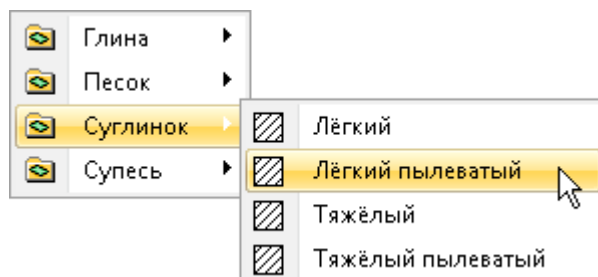 Глина
Песок
Суглинок
Супесь
Лёгкий
Лёгкий пылеватый
Тяжёлый
Тяжёлый пылеватый